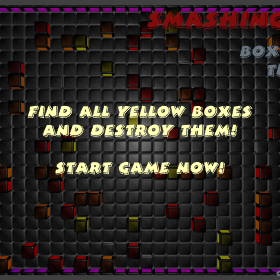 SMASHING
BOX
FIND ALL YELLOW BOXES
AND DESTROY THEM!
START GAME NOW!